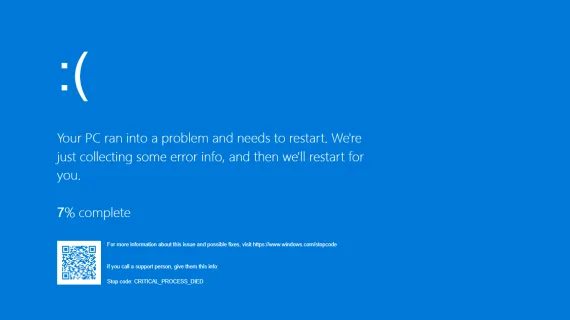 :(
Your PC ran into a problem and needs to restart. We're
just collecting some error info, and then we'll restart for
you.
7% complete
For more information about this issue and possible fixes, visit https://www.windows.com/stopcode
If you call a support person, give them this info
Stop code: CRITICAL_PROCESS_DIED